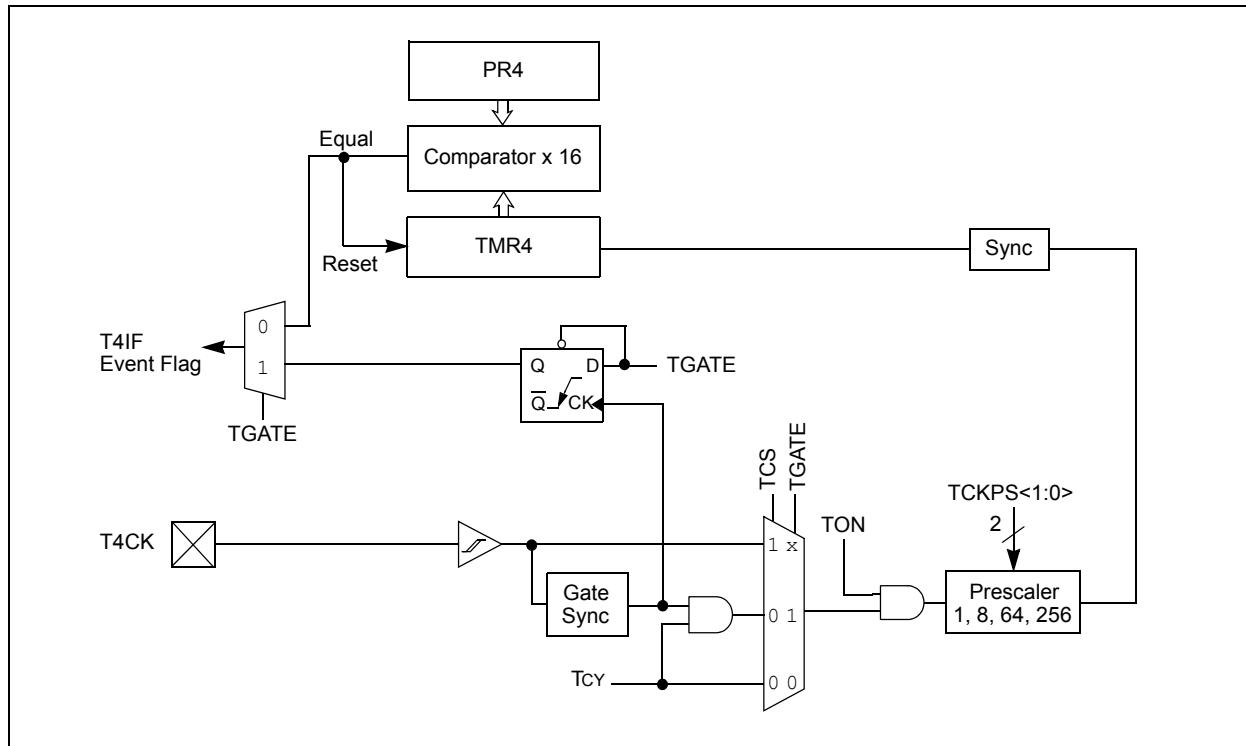 PR4
Equal
Comparator x 16
TMR4
Sync
Reset
0
T4IF
Event Flag
1
Q
D
TGATE
Q̅
CK
TGATE
TCS
TGATE
TCKPS<1:0>
2
TON
T4CK
1 x
Gate
Sync
0 1
Prescaler
1, 8, 64, 256
TCY
0 0